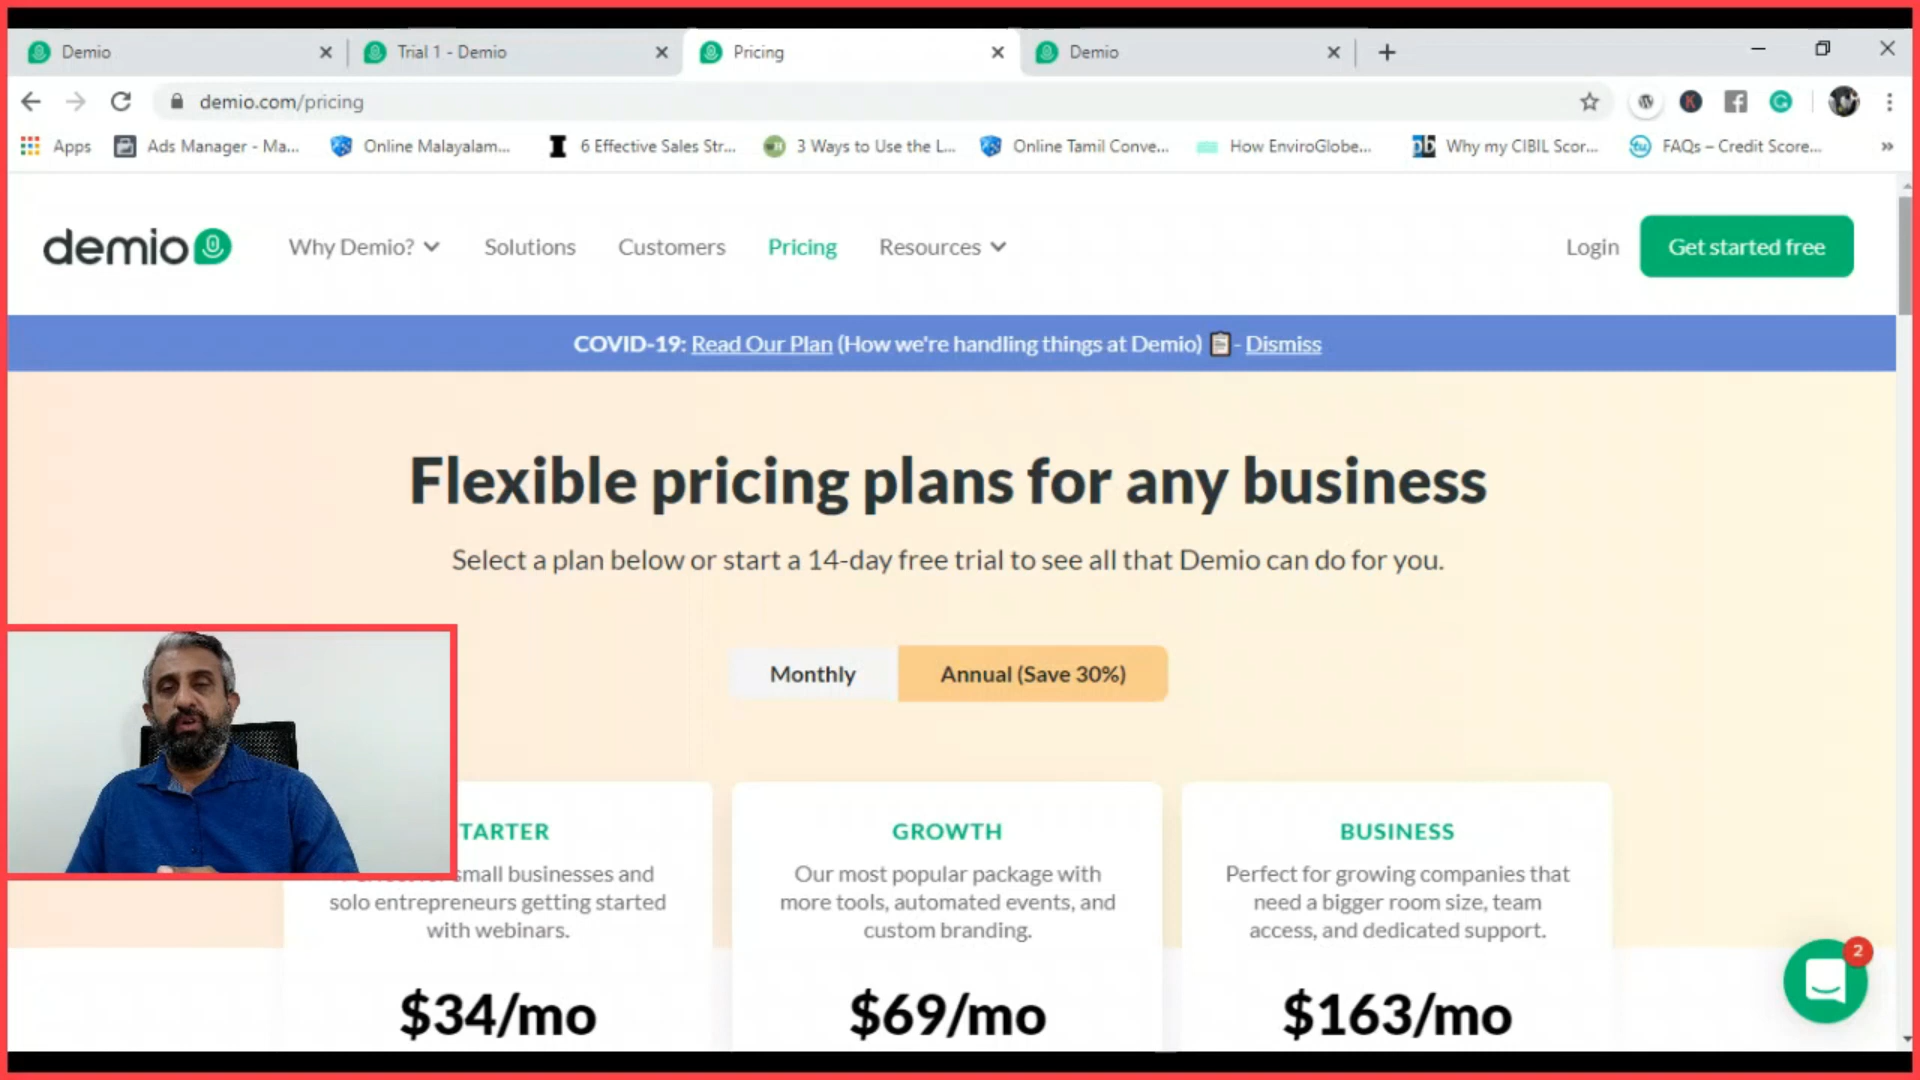 Demio
Trial 1 - Demio
Pricing
Demio
demio.com/pricing
Apps
Ads Manager - Ma...
Online Malayalam...
6 Effective Sales Str...
3 Ways to Use the L...
Online Tamil Conve...
How EnviroGlobe...
Why my CIBIL Scor...
FAQs – Credit Score...
demio
Why Demio?
Solutions
Customers
Pricing
Resources
Login
Get started free
COVID-19: Read Our Plan (How we're handling things at Demio) - Dismiss
Flexible pricing plans for any business
Select a plan below or start a 14-day free trial to see all that Demio can do for you.
Monthly
Annual (Save 30%)
TARTER
small businesses and
solo entrepreneurs getting started
with webinars.
$34/mo
GROWTH
Our most popular package with
more tools, automated events, and
custom branding.
$69/mo
BUSINESS
Perfect for growing companies that
need a bigger room size, team
access, and dedicated support.
$163/mo
2